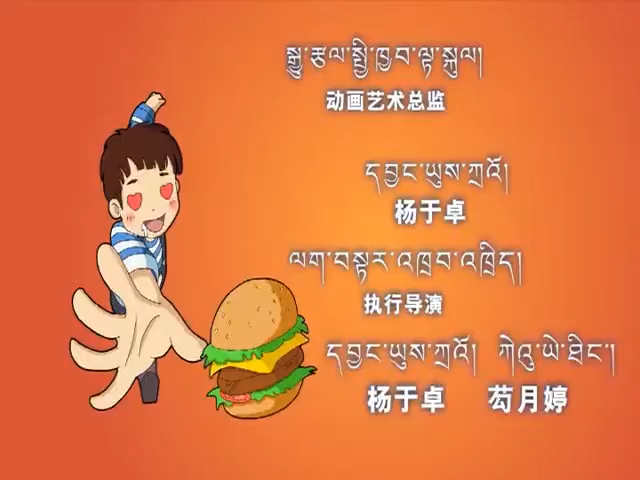 སྒྱུ་རྩལ་སྤྱི་ཁྱབ་ལྟ་སྐུལ།
动画艺术总监
དབྱང་ཡུས་ཀྲའོ།
杨于卓
ལག་བསྟར་འཁྲབ་འཁྲིད།
执行导演
དབྱང་ཡུས་ཀྲའོ། ཀེའུ་ཡེ་ཐིང་།
杨于卓 芶月婷